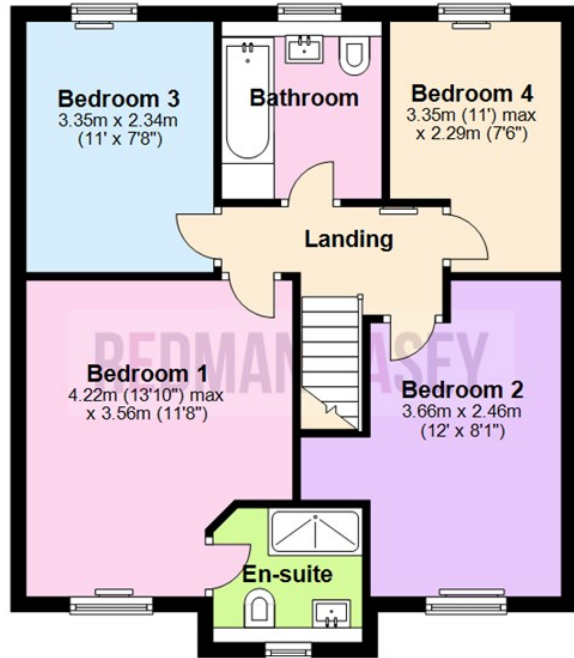 Bedroom 3
3.35m x 2.34m
(11' x 7'8")
Bathroom
Bedroom 4
3.35m (11') max
x 2.29m (7'6")
Landing
Bedroom 1
4.22m (13'10") max
x 3.56m (11'8")
REDMAN CASEY
Bedroom 2
3.66m x 2.46m
(12' x 8'1")
En-suite